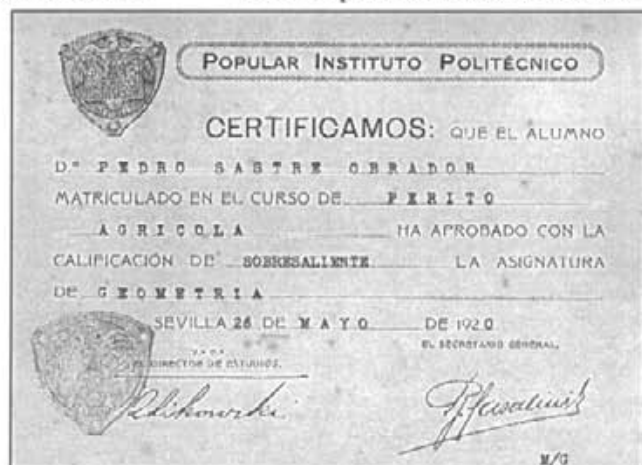 POPULAR INSTITUTO POLITÉCNICO
CERTIFICAMOS: QUE EL ALUMNO
D.n PEDRO SASTRE OBRADOR
MATRICULADO EN EL CURSO DE PERITO
AGRICOLA HA APROBADO CON LA
CALIFICACIÓN DE SOBRESALIENTE LA ASIGNATURA
DE GEOMETRIA
SEVILLA 26 DE MAYO DE 1920
EL SECRETARIO GENERAL,
V.º B.º
EL DIRECTOR DE ESTUDIOS,
M/G